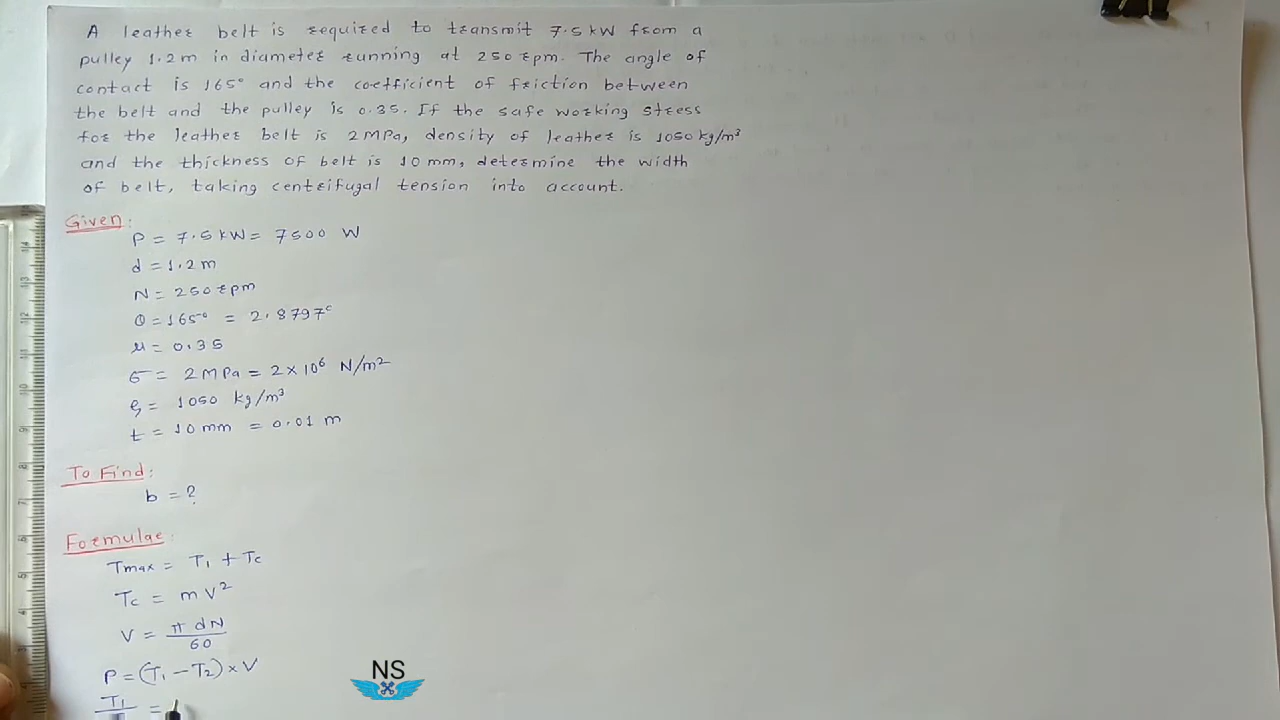 A leather belt is required to transmit 7.5 kW from a
pulley 1.2 m in diameter running at 250 rpm. The angle of
contact is 165° and the coefficient of friction between
the belt and the pulley is 0.35. If the safe working stress
for the leather belt is 2 MPa, density of leather is 1050 kg/m³
and the thickness of belt is 10 mm, determine the width
of belt, taking centrifugal tension into account.
Given:
P = 7.5 kW = 7500 W
d = 1.2 m
N = 250 rpm
θ = 165° = 2.8797ᶜ
μ = 0.35
σ = 2 MPa = 2 × 10⁶ N/m²
ρ = 1050 kg/m³
t = 10 mm = 0.01 m
To Find:
b = ?
Formulae:
Tmax = T₁ + Tc
Tc = mV²
V = πdN/60
P = (T₁ − T₂) × V
T₁ =
NS